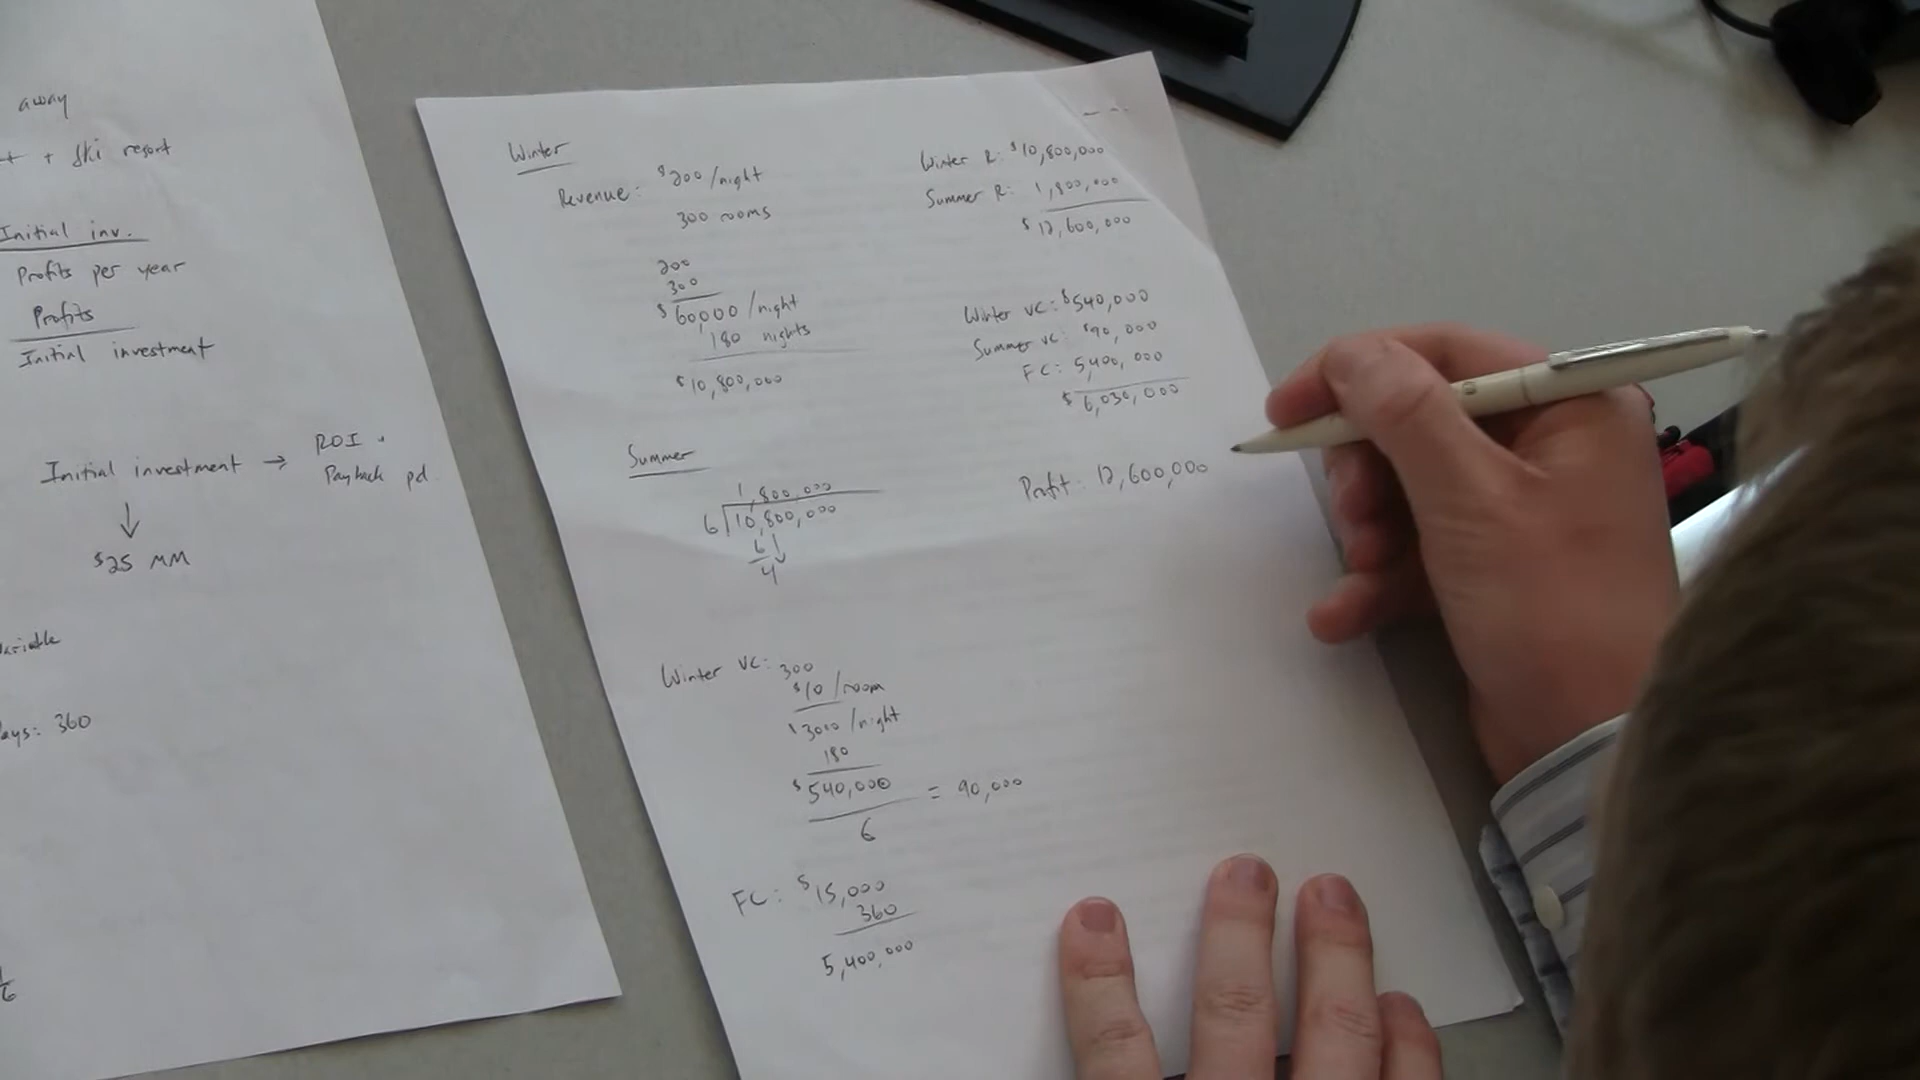 away
+ ski resort
Initial inv.
Profits per year
Profits
Initial investment
Initial investment → ROI
Payback pd.
↓
$25 MM
variable
Days: 360
6
Winter
Revenue: $200/night
300 rooms
200
300
$60,000/night
180 nights
$10,800,000
Summer
1,800,000
6 10,800,000
6
4
Winter VC: 300
$10/room
$3000/night
180
$540,000 = 90,000
6
FC: $15,000
360
5,400,000
Winter R: $10,800,000
Summer R: 1,800,000
$12,600,000
Winter VC: $540,000
Summer VC: $90,000
FC: 5,400,000
$6,030,000
Profit: 12,600,000